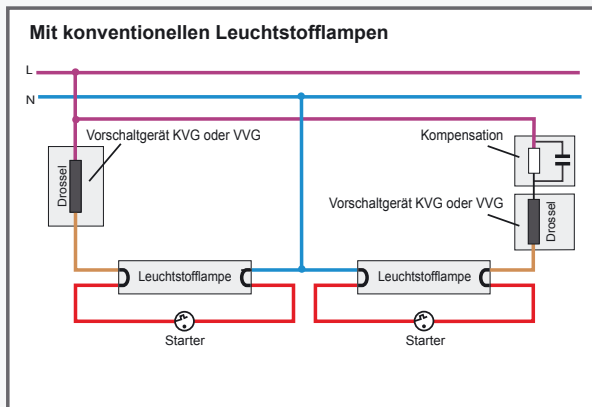 Mit konventionellen Leuchtstofflampen
L
N
Vorschaltgerät KVG oder VVG
Kompensation
Drossel
Vorschaltgerät KVG oder VVG
Drossel
Leuchtstofflampe
Leuchtstofflampe
Starter
Starter